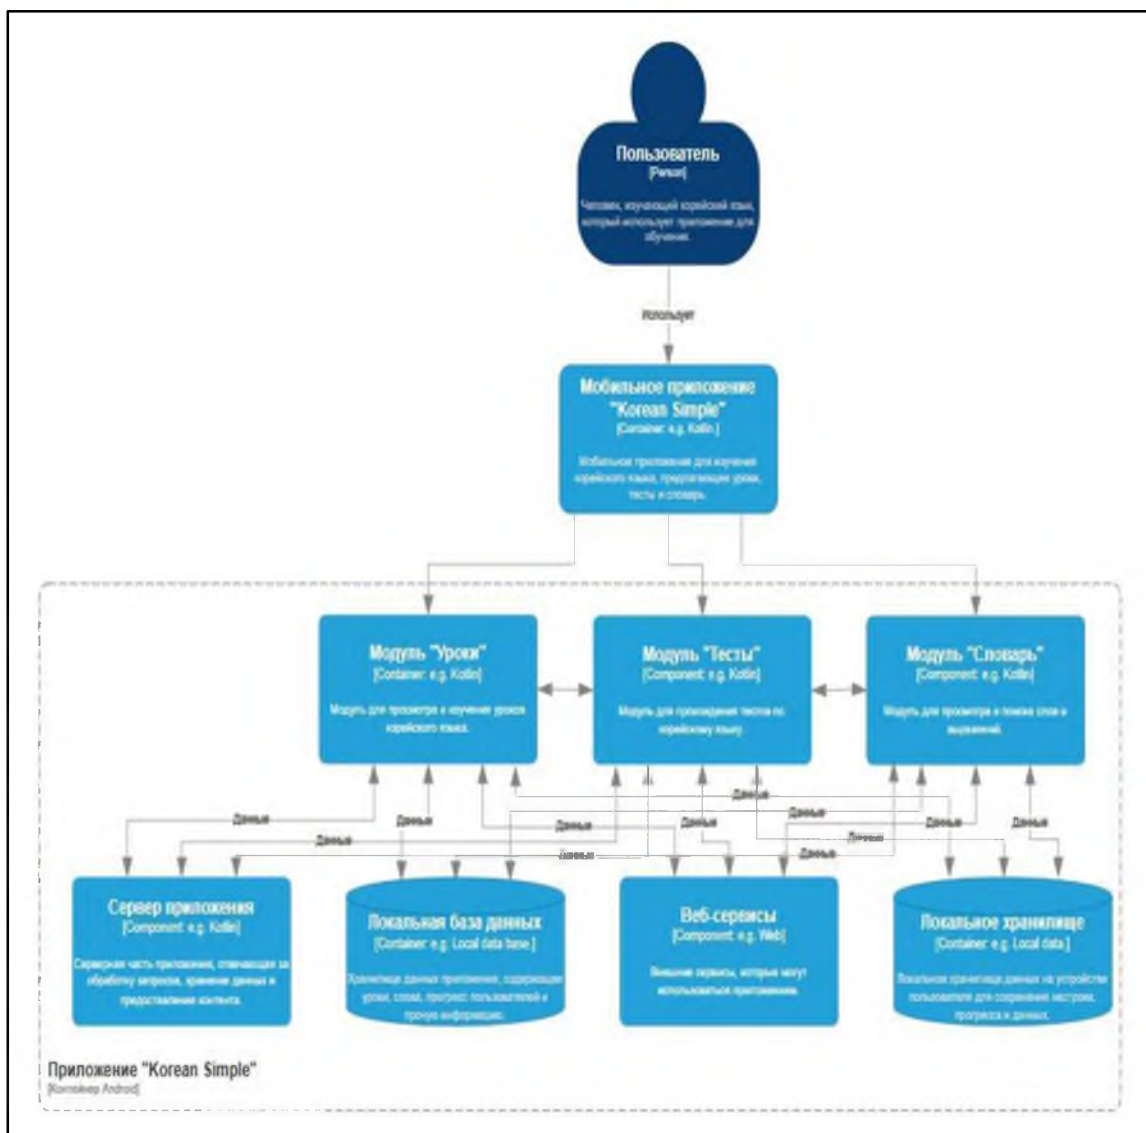 Пользователь
[Person]
Человек, изучающий корейский язык,
который использует приложение для
обучения.
Использует
Мобильное приложение
"Korean Simple"
[Container: e.g. Kotlin.]
Мобильное приложение для изучения
корейского языка, предлагающее уроки,
тесты и словарь.
Модуль "Уроки"
[Container: e.g. Kotlin]
Модуль для просмотра и изучения уроков
корейского языка.
Модуль "Тесты"
[Component: e.g. Kotlin]
Модуль для прохождения тестов по
корейскому языку.
Модуль "Словарь"
[Component: e.g. Kotlin]
Модуль для просмотра и поиска слов и
выражений.
Данные
Данные
Данные
Данные
Данные
Данные
Данные
Данные
Данные
Данные
Данные
Данные
Сервер приложения
[Component: e.g. Kotlin]
Серверная часть приложения, отвечающая за
обработку запросов, хранение данных и
предоставление контента.
Локальная база данных
[Container: e.g. Local data base.]
Хранилище данных приложения, содержащее
уроки, слова, прогресс пользователей и
прочую информацию.
Веб-сервисы
[Component: e.g. Web]
Внешние сервисы, которые могут
использоваться приложением.
Локальное хранилище
[Container: e.g. Local data.]
Локальное хранилище данных на устройстве
пользователя для сохранения настроек,
прогресса и данных.
Приложение "Korean Simple"
[Контейнер Android]